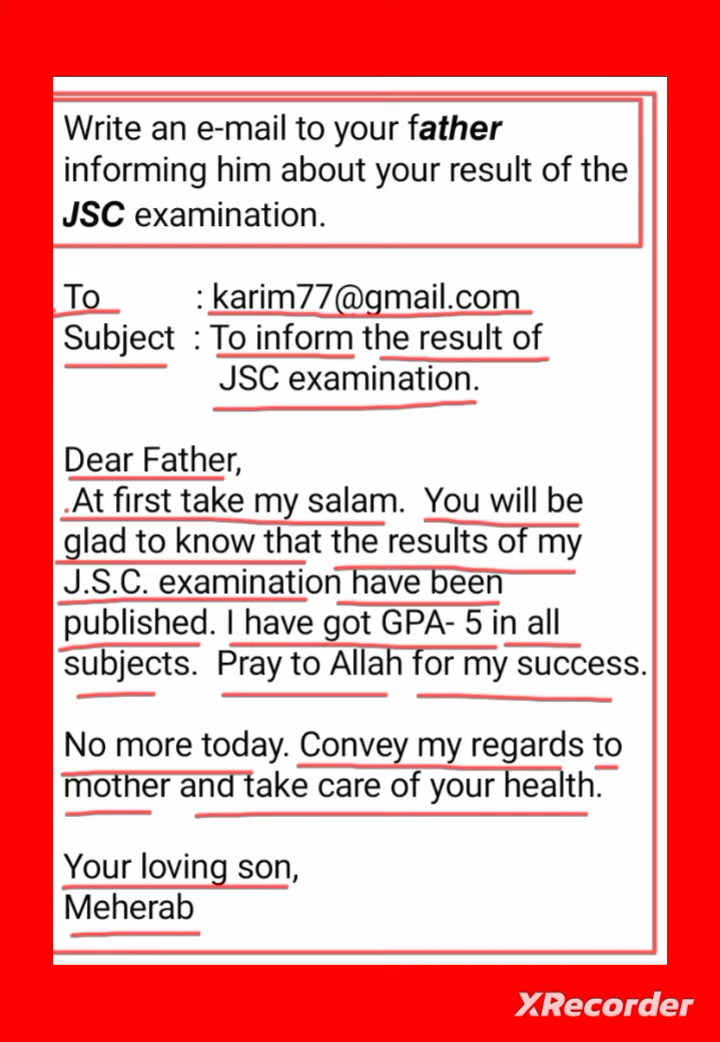 Write an e-mail to your father
informing him about your result of the
JSC examination.
To : karim77@gmail.com
Subject : To inform the result of
JSC examination.
Dear Father,
.At first take my salam. You will be
glad to know that the results of my
J.S.C. examination have been
published. I have got GPA- 5 in all
subjects. Pray to Allah for my success.
No more today. Convey my regards to
mother and take care of your health.
Your loving son,
Meherab
XRecorder